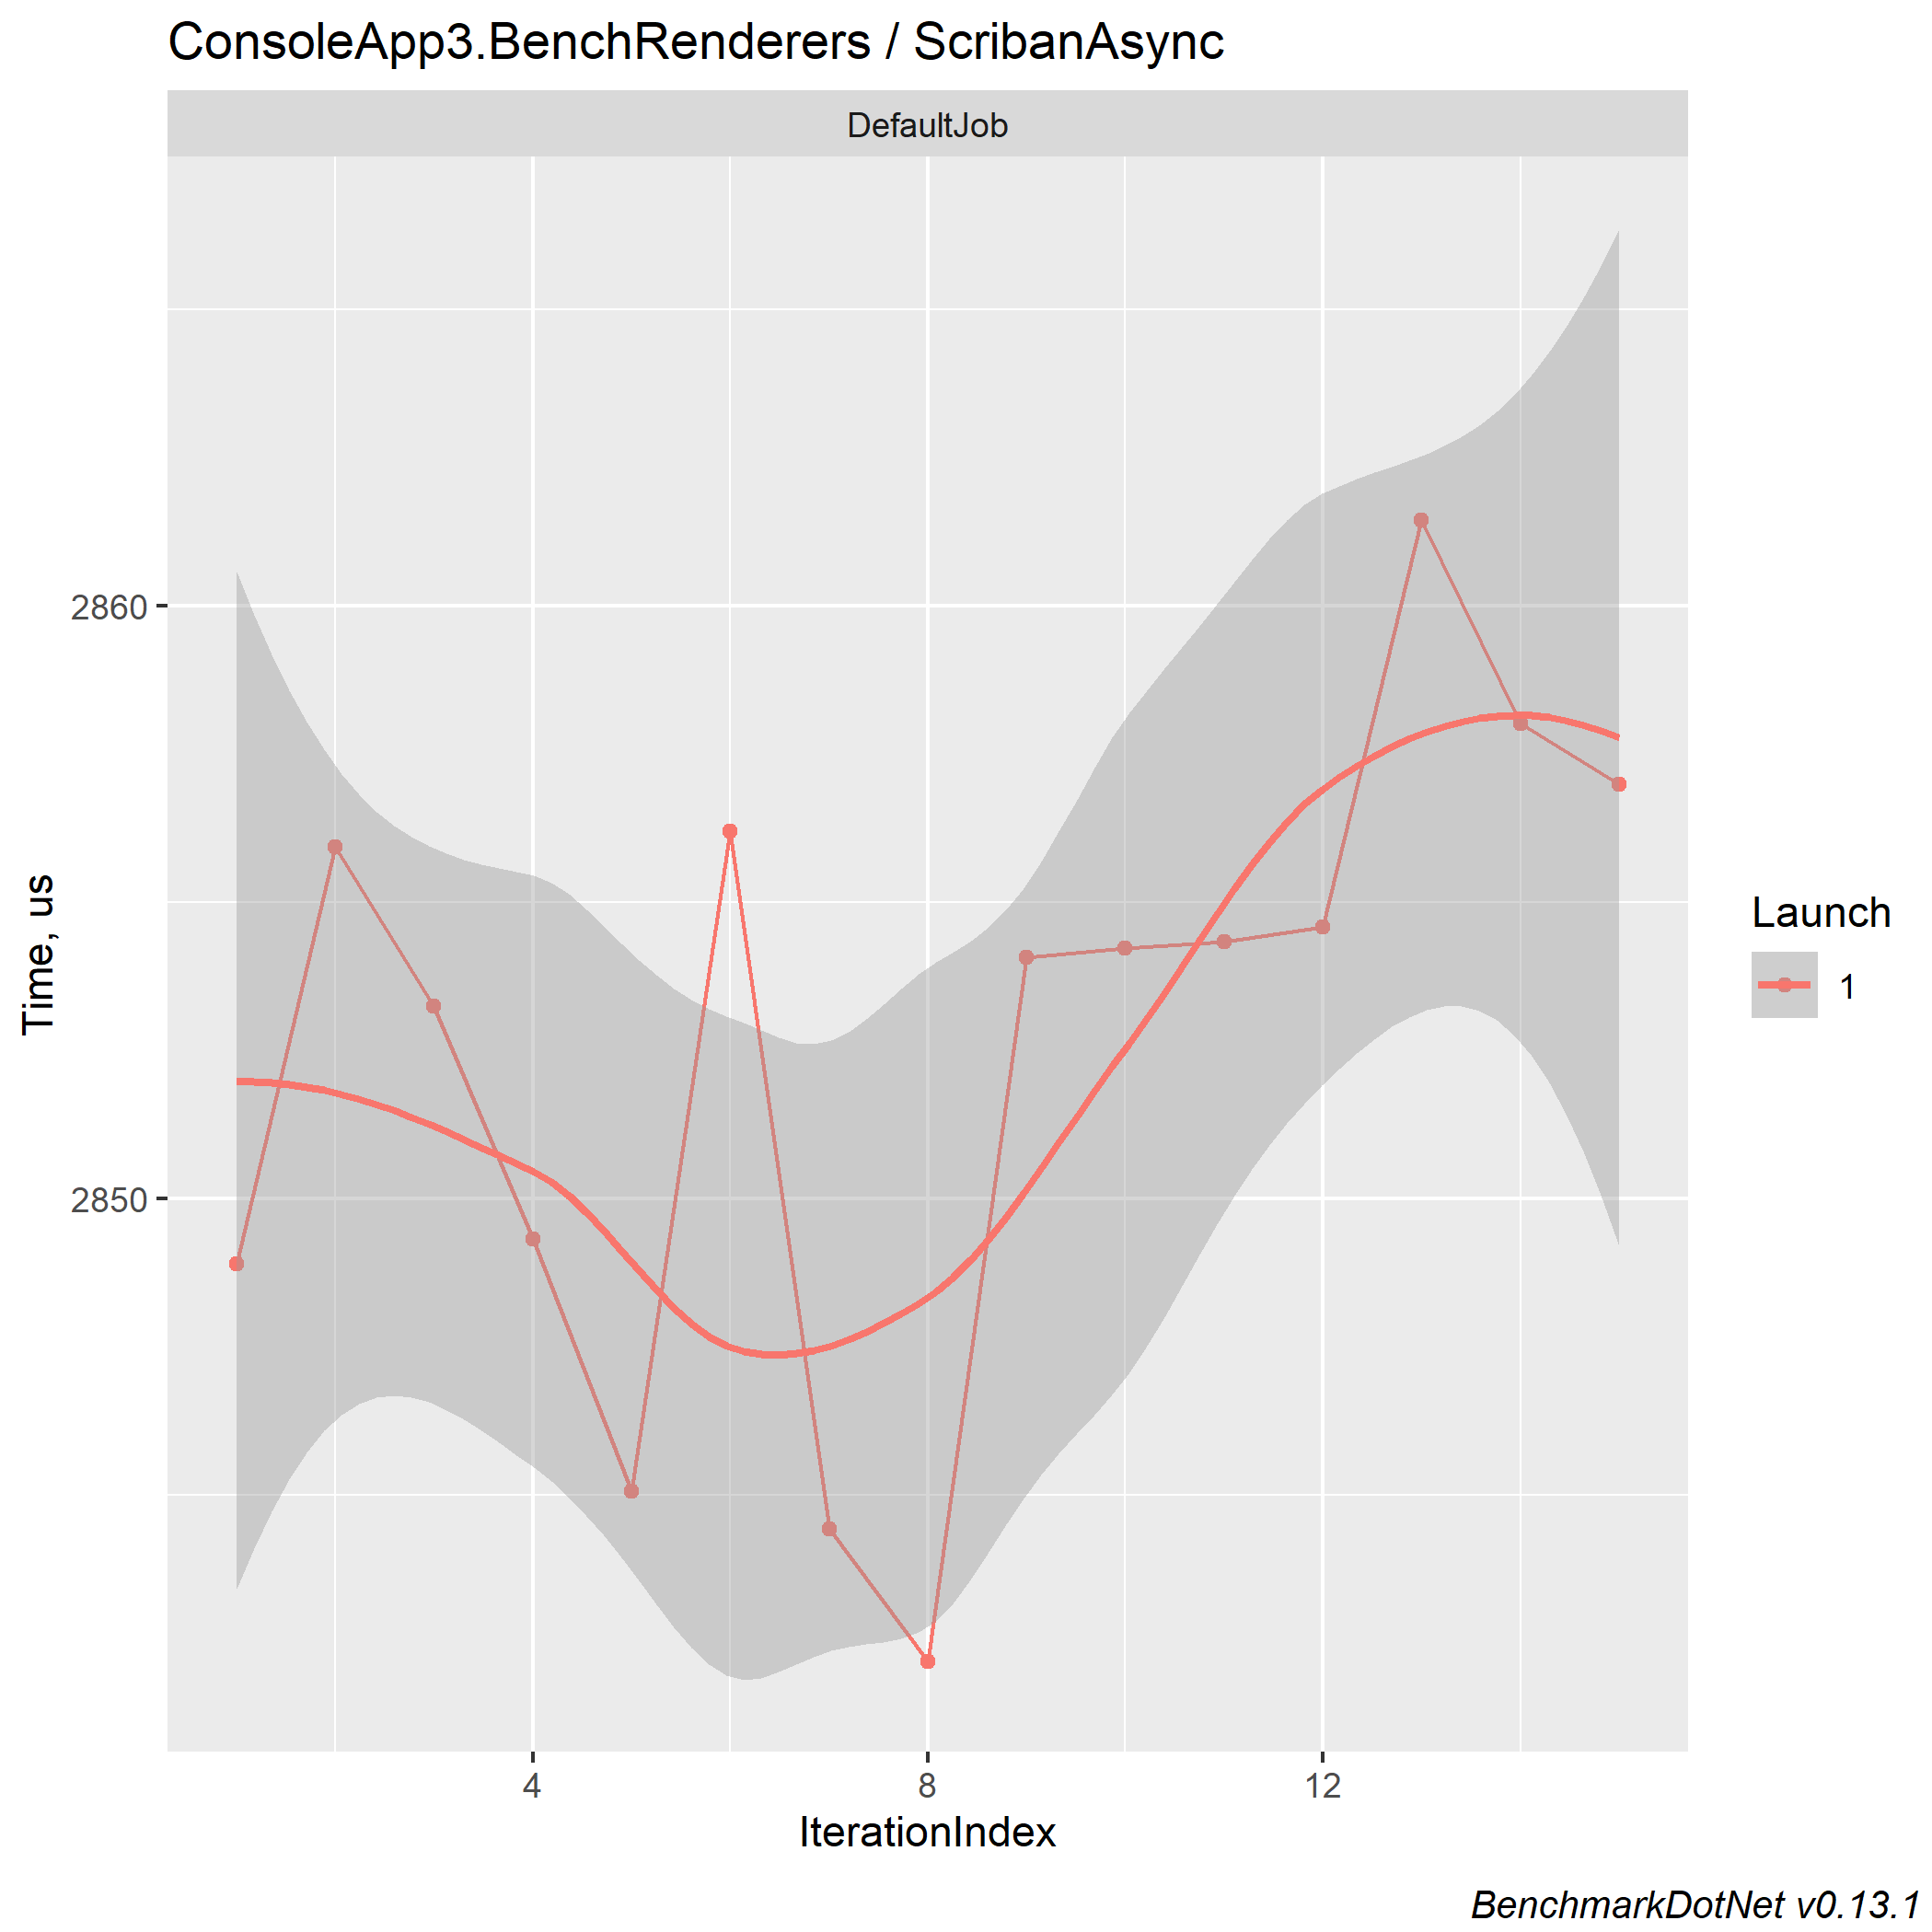 ConsoleApp3.BenchRenderers / ScribanAsync
DefaultJob
Time, us
2860
2850
4
8
12
IterationIndex
Launch
1
BenchmarkDotNet v0.13.1